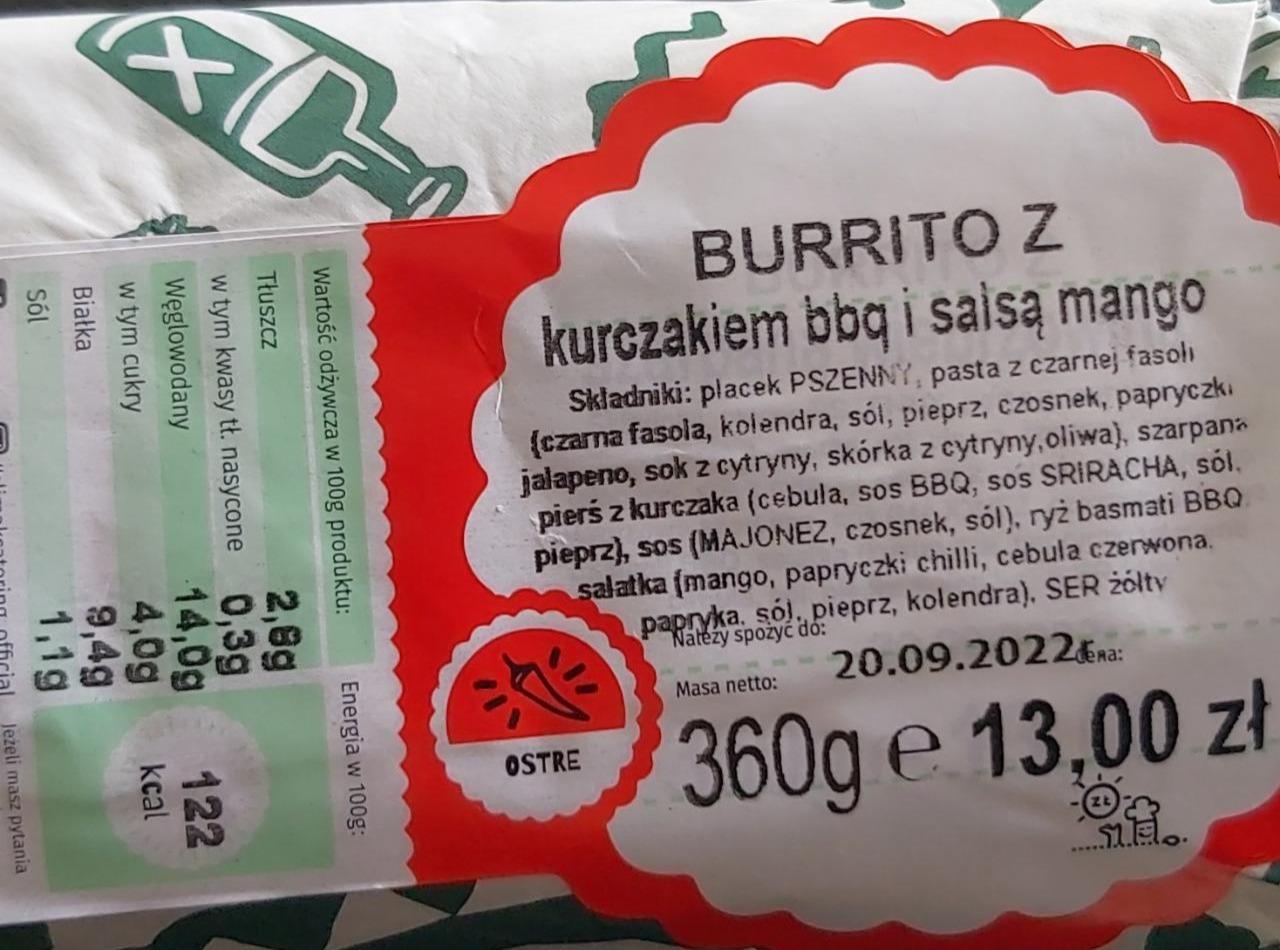 BURRITO Z
kurczakiem bbq i salsą mango
Składniki: placek PSZENNY, pasta z czarnej fasoli
(czarna fasola, kolendra, sól, pieprz, czosnek, papryczki
jalapeno, sok z cytryny, skórka z cytryny,oliwa), szarpana
pierś z kurczaka (cebula, sos BBQ, sos SRIRACHA, sól,
pieprz), sos (MAJONEZ, czosnek, sól), ryż basmati BBQ
sałatka (mango, papryczki chilli, cebula czerwona,
papryka, sól, pieprz, kolendra), SER żółty
Należy spożyć do:
20.09.2022r
Cena:
Masa netto:
360g e 13,00 zł
zł
OSTRE
Wartość odżywcza w 100g produktu:
Tłuszcz 2,8g
w tym kwasy tł. nasycone 0,3g
Węglowodany 14,0g
w tym cukry 4,0g
Białka 9,4g
Sól 1,1g
Energia w 100g:
122
kcal
official Jeżeli masz pytania